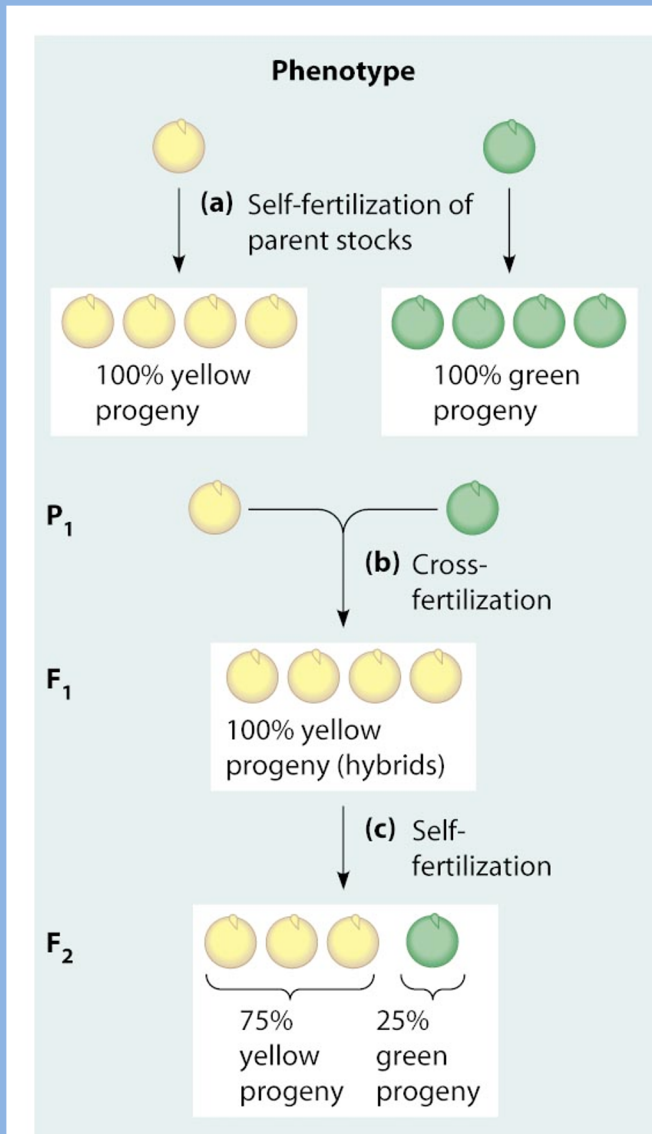 Phenotype
(a) Self-fertilization of
parent stocks
100% yellow
progeny
100% green
progeny
P₁
(b) Cross-
fertilization
F₁
100% yellow
progeny (hybrids)
(c) Self-
fertilization
F₂
75%
yellow
progeny
25%
green
progeny